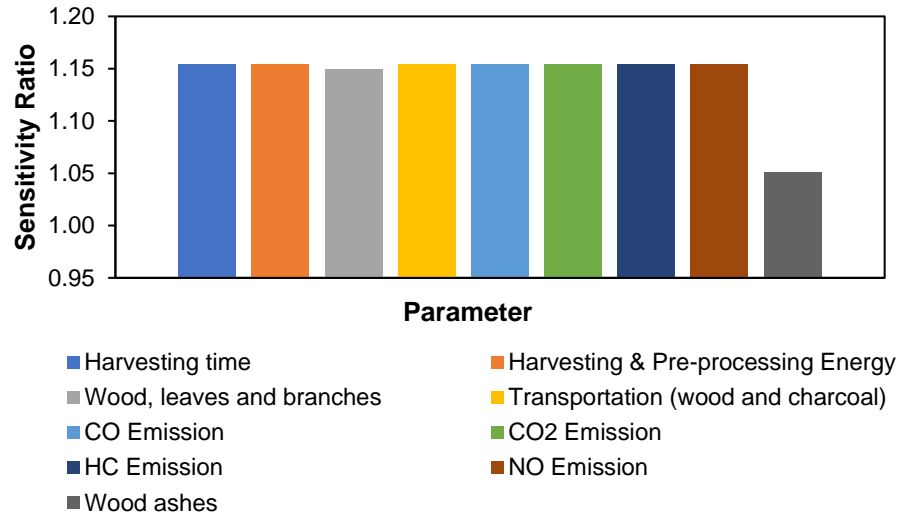 1.20
1.15
1.10
1.05
1.00
0.95
Sensitivity Ratio
Parameter
Harvesting time
Harvesting & Pre-processing Energy
Wood, leaves and branches
Transportation (wood and charcoal)
CO Emission
CO2 Emission
HC Emission
NO Emission
Wood ashes